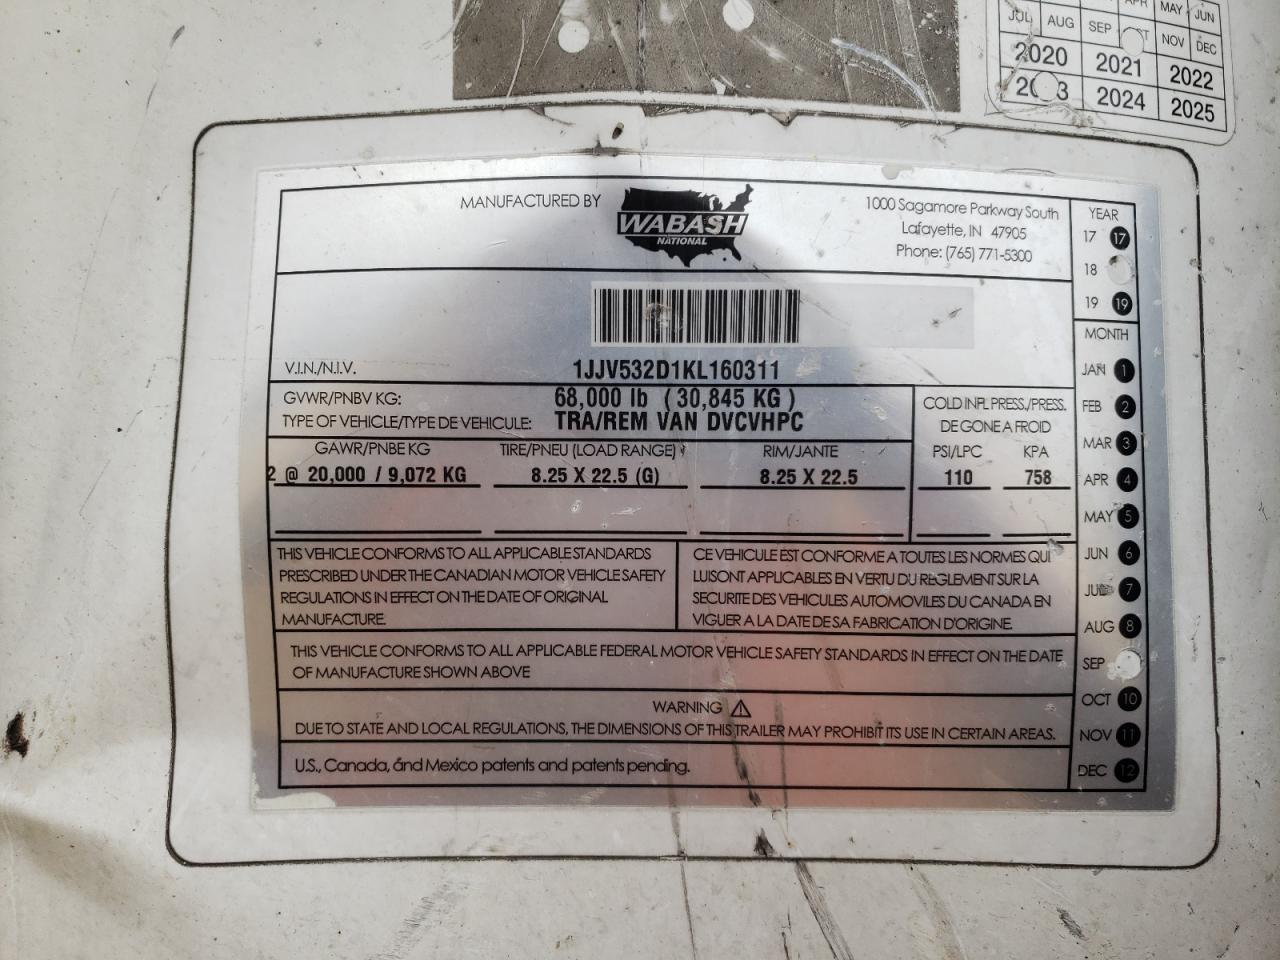 APR MAY JUN
JUL AUG SEP NOV DEC
2020 2021 2022
2024 2025
MANUFACTURED BY
WABASH
NATIONAL
1000 Sagamore Parkway South
Lafayette, IN 47905
Phone: (765) 771-5300
YEAR
17 17
18
19 19
MONTH
JAN 1
FEB 2
MAR 3
APR 4
MAY 5
JUN 6
JUL 7
AUG 8
SEP
OCT 10
NOV 11
DEC 12
V.I.N./N.I.V. 1JJV532D1KL160311
GVWR/PNBV KG: 68,000 lb ( 30,845 KG )
TYPE OF VEHICLE/TYPE DE VEHICULE: TRA/REM VAN DVCVHPC
COLD INFL PRESS./PRESS.
DE GONE A FROID
GAWR/PNBE KG TIRE/PNEU (LOAD RANGE) RIM/JANTE PSI/LPC KPA
2 @ 20,000 / 9,072 KG 8.25 X 22.5 (G) 8.25 X 22.5 110 758
THIS VEHICLE CONFORMS TO ALL APPLICABLE STANDARDS
PRESCRIBED UNDER THE CANADIAN MOTOR VEHICLE SAFETY
REGULATIONS IN EFFECT ON THE DATE OF ORIGINAL
MANUFACTURE.
CE VEHICULE EST CONFORME A TOUTES LES NORMES QUI
LUISONT APPLICABLES EN VERTU DU REGLEMENT SUR LA
SECURITE DES VEHICULES AUTOMOVILES DU CANADA EN
VIGUER A LA DATE DE SA FABRICATION D'ORIGINE.
THIS VEHICLE CONFORMS TO ALL APPLICABLE FEDERAL MOTOR VEHICLE SAFETY STANDARDS IN EFFECT ON THE DATE
OF MANUFACTURE SHOWN ABOVE
WARNING
DUE TO STATE AND LOCAL REGULATIONS, THE DIMENSIONS OF THIS TRAILER MAY PROHIBIT ITS USE IN CERTAIN AREAS.
U.S., Canada, and Mexico patents and patents pending.